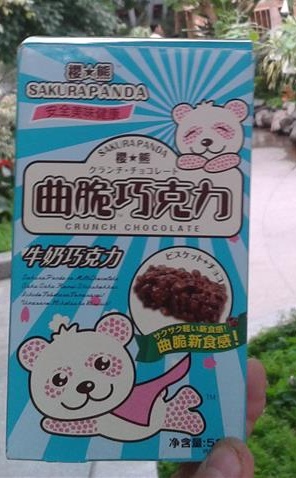 櫻★熊
SAKURAPANDA
安全美味健康
SAKURAPANDA
櫻★熊
クランチ・チョコレート
曲脆巧克力
CRUNCH CHOCOLATE
牛奶巧克力
ビスケット+チョコ
サクサク軽い新食感!
曲脆新食感!
TM
净含量:5